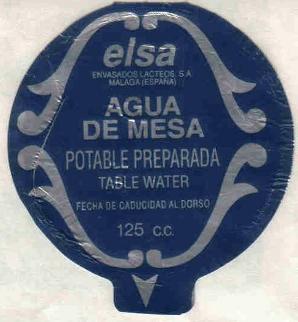 elsa
ENVASADOS LACTEOS, S.A.
MALAGA (ESPAÑA)
AGUA
DE MESA
POTABLE PREPARADA
TABLE WATER
FECHA DE CADUCIDAD AL DORSO
125 C.C.